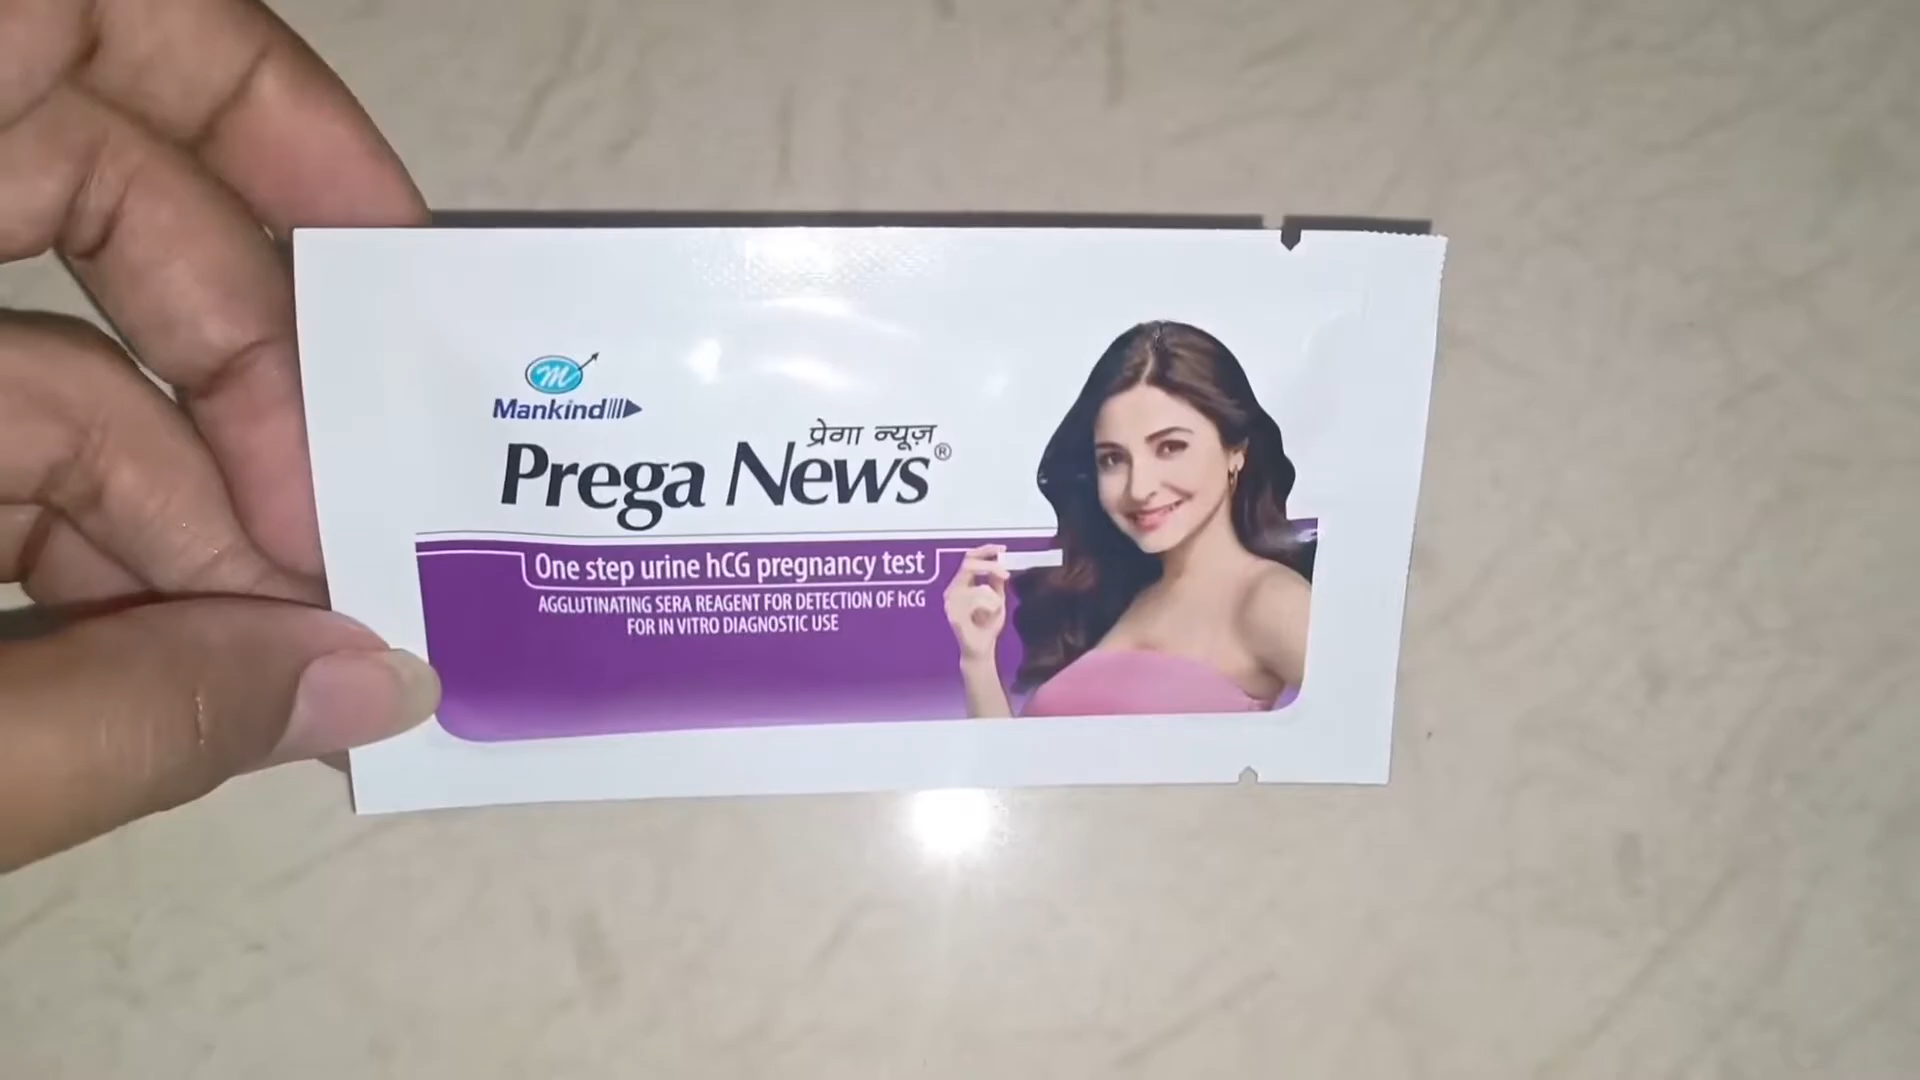 Mankind
प्रेगा न्यूज़
Prega News®
One step urine hCG pregnancy test
AGGLUTINATING SERA REAGENT FOR DETECTION OF hCG
FOR IN VITRO DIAGNOSTIC USE